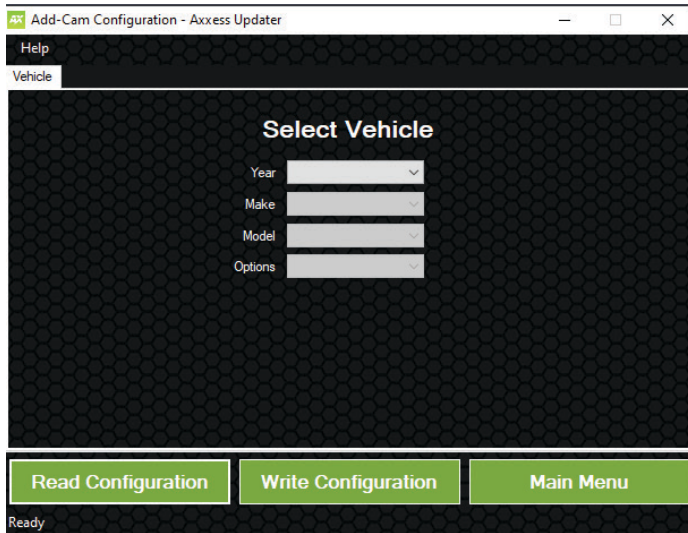 AX Add-Cam Configuration - Axxess Updater
Help
Vehicle
Select Vehicle
Year
Make
Model
Options
Read Configuration Write Configuration Main Menu
Ready